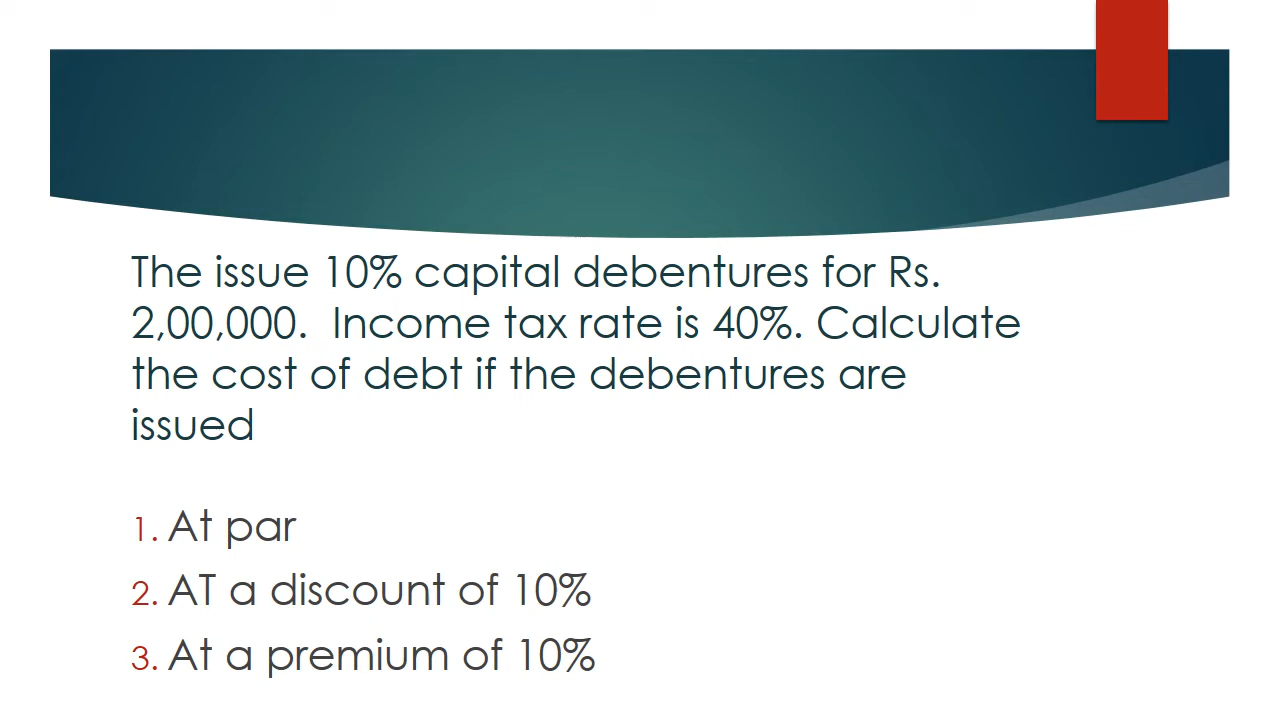 The issue 10% capital debentures for Rs.
2,00,000.  Income tax rate is 40%. Calculate
the cost of debt if the debentures are
issued
1. At par
2. AT a discount of 10%
3. At a premium of 10%